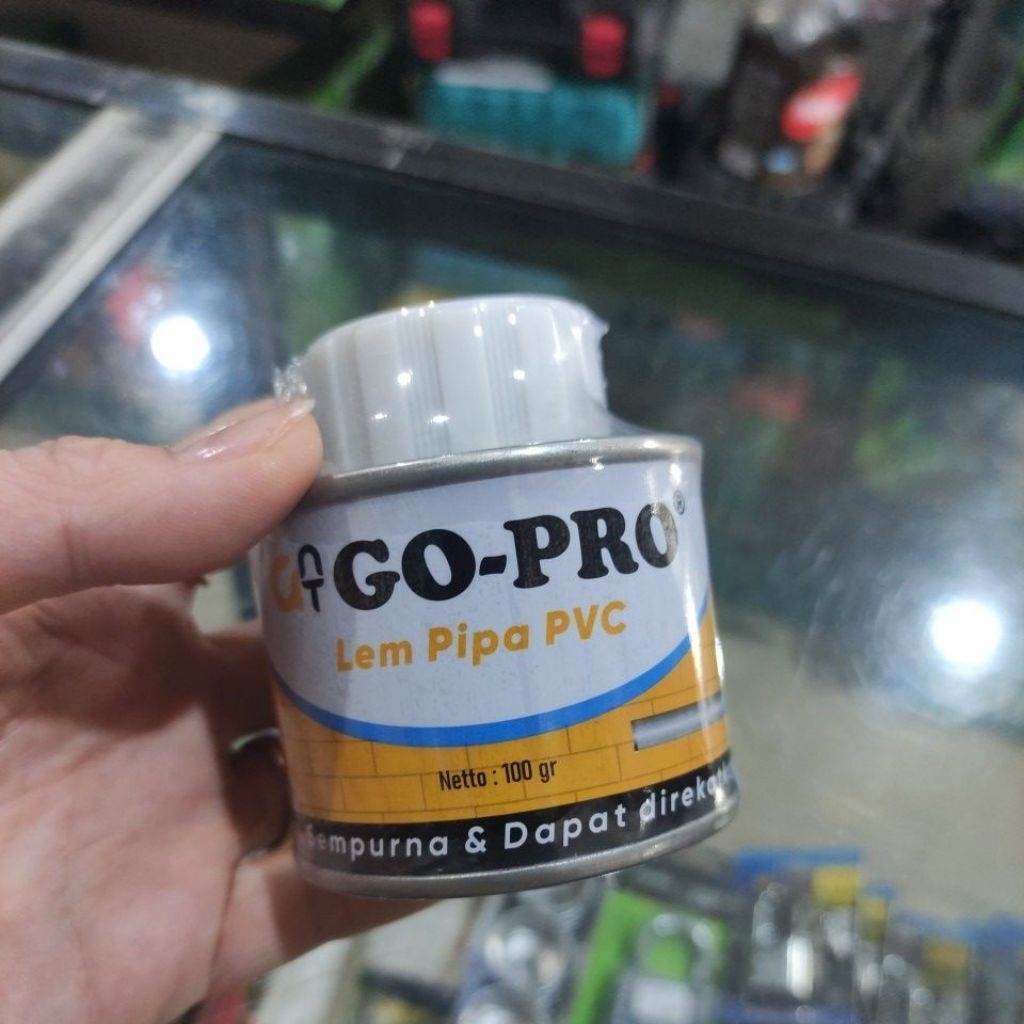 GO-PRO®
Lem Pipa PVC
Netto : 100 gr
Sempurna & Dapat